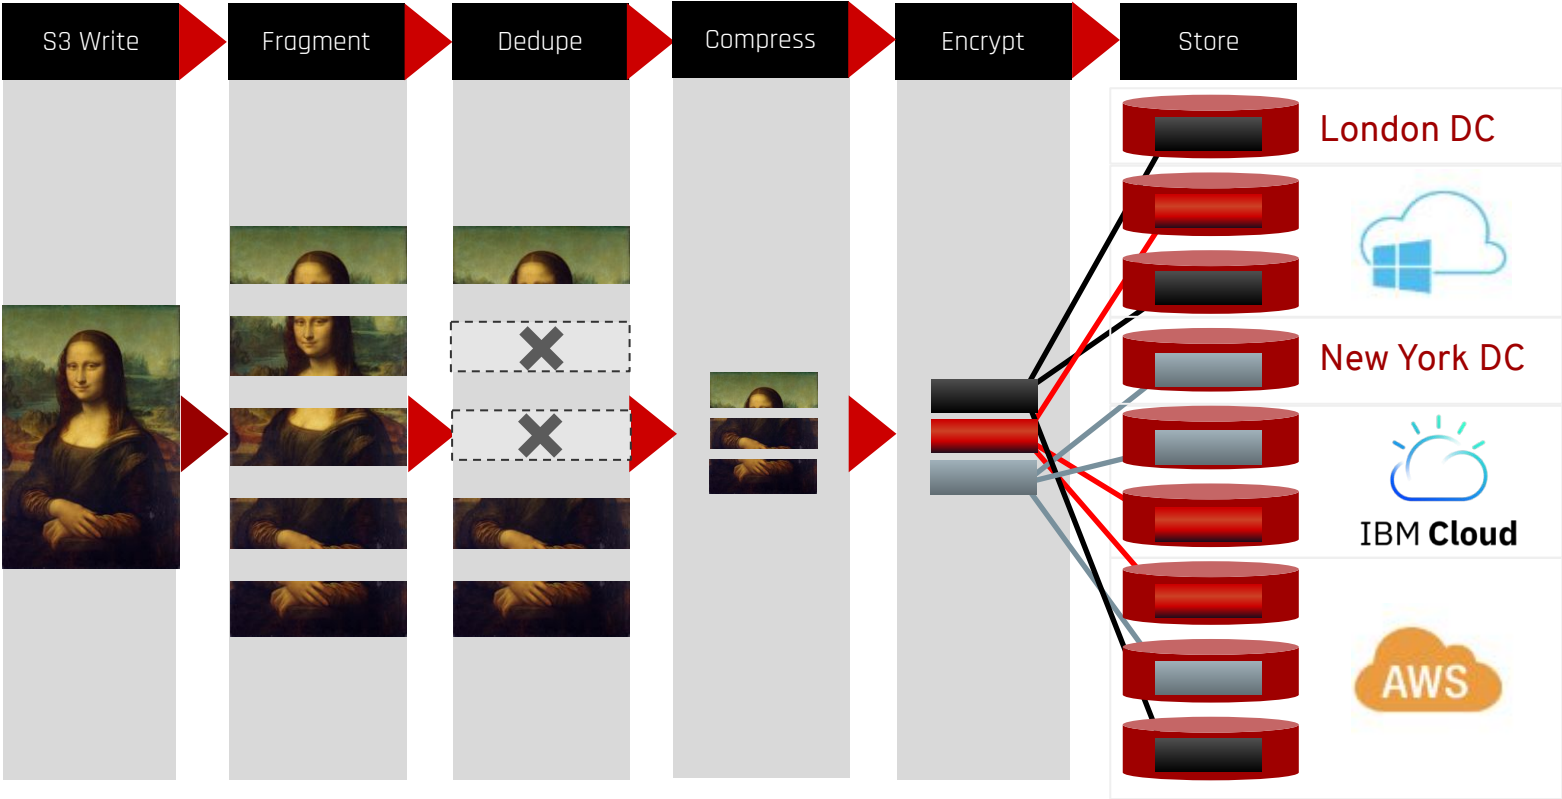 S3 Write
Fragment
Dedupe
Compress
Encrypt
Store
London DC
New York DC
IBM Cloud
AWS